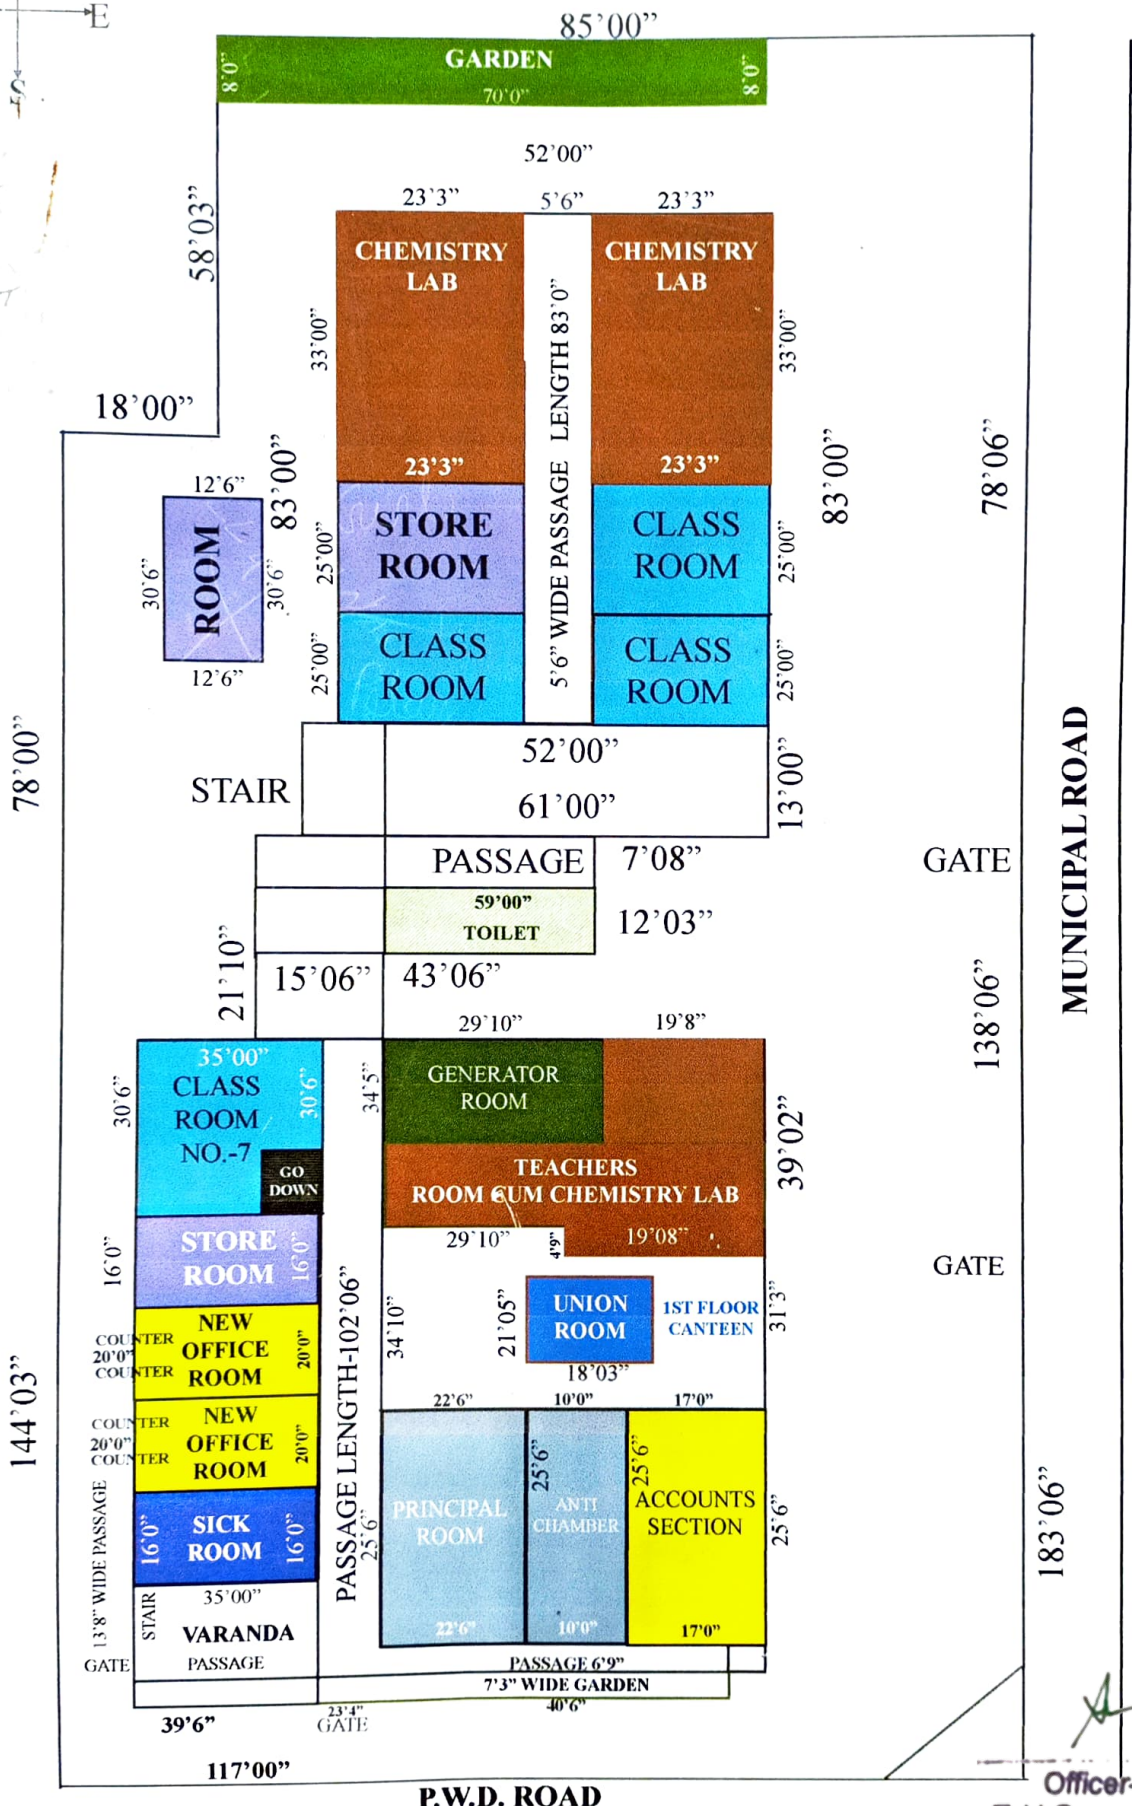 E
S
85'00"
GARDEN
8'0"
8'0"
70'0"
52'00"
58'03"
23'3"
5'6"
23'3"
CHEMISTRY
LAB
CHEMISTRY
LAB
33'00"
33'00"
5'6" WIDE PASSAGE LENGTH 83'0"
18'00"
23'3"
23'3"
83'00"
83'00"
78'06"
12'6"
ROOM
30'6"
30'6"
12'6"
STORE
ROOM
25'00"
CLASS
ROOM
25'00"
CLASS
ROOM
25'00"
CLASS
ROOM
25'00"
78'00"
STAIR
52'00"
61'00"
13'00"
MUNICIPAL ROAD
PASSAGE
7'08"
GATE
59'00"
TOILET
12'03"
21'10"
15'06"
43'06"
138'06"
29'10"
19'8"
35'00"
CLASS
ROOM
NO.-7
30'6"
30'6"
34'5"
GENERATOR
ROOM
39'02"
GO
DOWN
TEACHERS
ROOM CUM CHEMISTRY LAB
29'10"
4'9"
19'08"
STORE
ROOM
16'0"
16'0"
GATE
PASSAGE LENGTH-102'06"
34'10"
21'05"
UNION
ROOM
1ST FLOOR
CANTEEN
31'3"
18'03"
NEW
OFFICE
ROOM
COUNTER
20'0"
COUNTER
20'0"
144'03"
NEW
OFFICE
ROOM
COUNTER
20'0"
COUNTER
20'0"
22'6"
10'0"
17'0"
25'6"
25'6"
25'6"
25'6"
PRINCIPAL
ROOM
ANTI
CHAMBER
ACCOUNTS
SECTION
183'06"
13'8" WIDE PASSAGE
SICK
ROOM
16'0"
16'0"
35'00"
STAIR
VARANDA
22'6"
10'0"
17'0"
GATE
PASSAGE
PASSAGE 6'9"
7'3" WIDE GARDEN
40'6"
39'6"
23'4"
GATE
117'00"
P.W.D. ROAD
Officer-